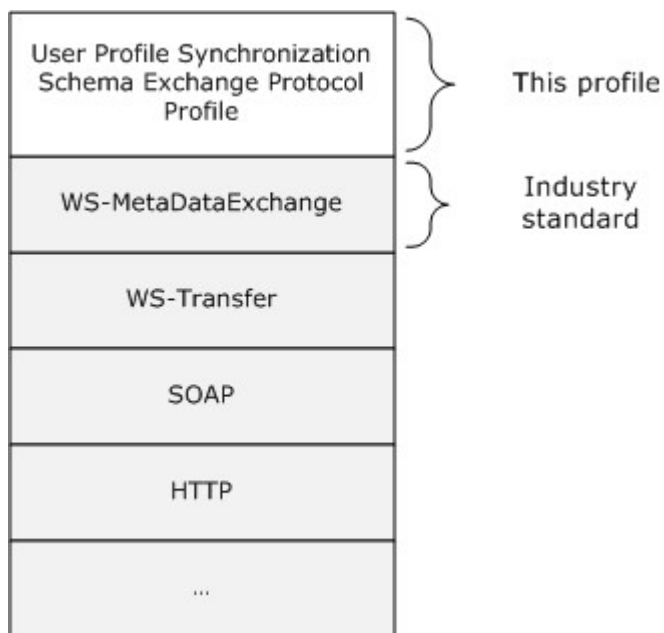 User Profile Synchronization
Schema Exchange Protocol
Profile
This profile
WS-MetaDataExchange
Industry
standard
WS-Transfer
SOAP
HTTP
...